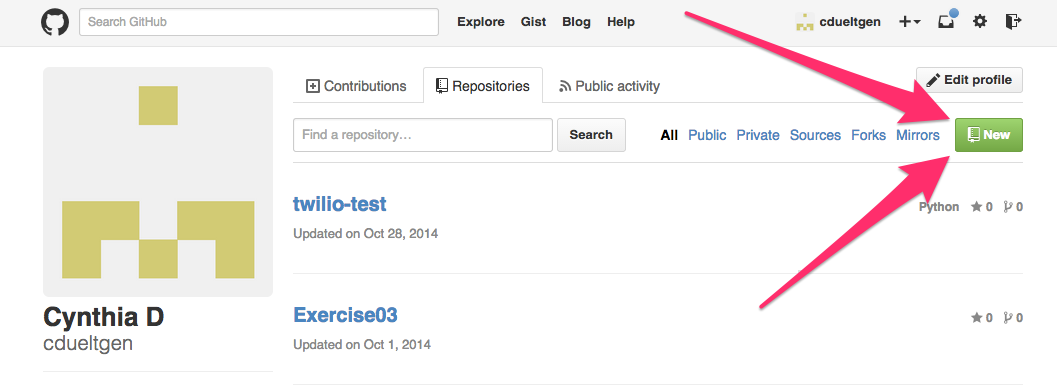 Search GitHub Explore Gist Blog Help cdueltgen
Contributions Repositories Public activity Edit profile
Find a repository... Search All Public Private Sources Forks Mirrors New
twilio-test
Python 0 0
Updated on Oct 28, 2014
Exercise03
0 0
Updated on Oct 1, 2014
Cynthia D
cdueltgen